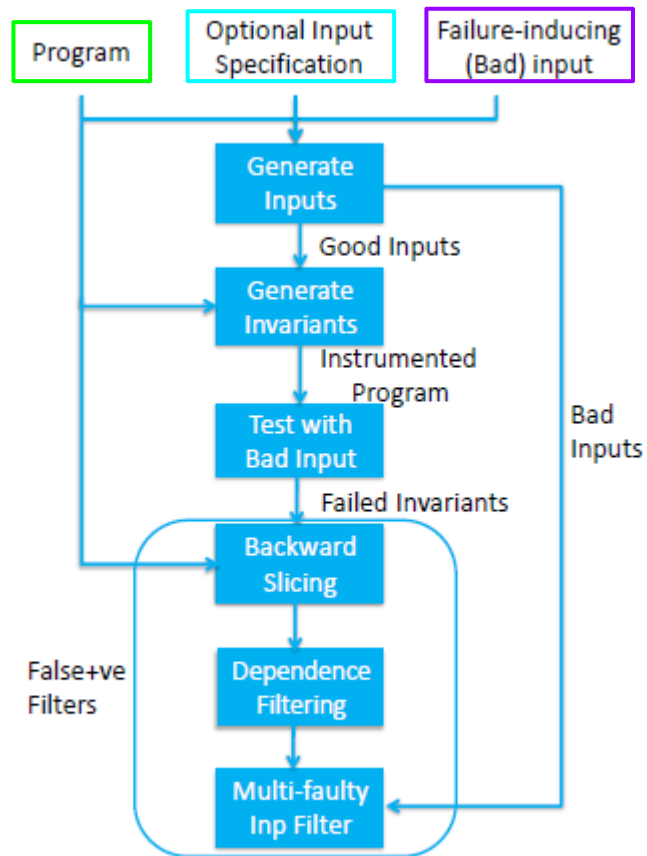 Program
Optional Input
Specification
Failure-inducing
(Bad) input
Generate
Inputs
Good Inputs
Generate
Invariants
Instrumented
Program
Test with
Bad Input
Bad
Inputs
Failed Invariants
Backward
Slicing
False+ve
Filters
Dependence
Filtering
Multi-faulty
Inp Filter